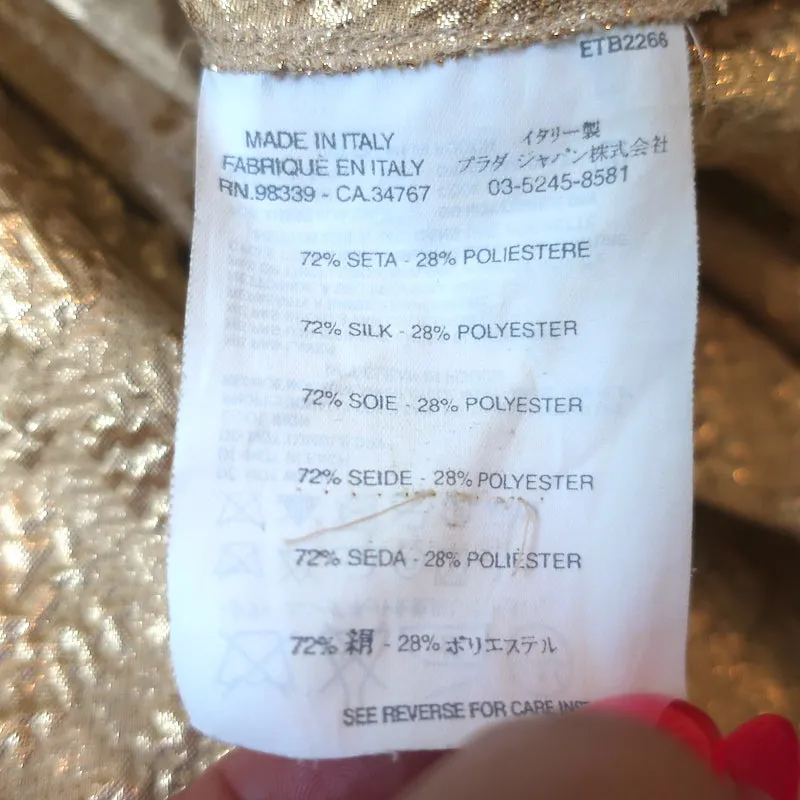 ETB2266
MADE IN ITALY
FABRIQUÈ EN ITALY
RN.98339 - CA.34767
イタリー製
プラダ ジャパン株式会社
03-5245-8581
72% SETA - 28% POLIESTERE
72% SILK - 28% POLYESTER
72% SOIE - 28% POLYESTER
72% SEIDE - 28% POLYESTER
72% SEDA - 28% POLIÉSTER
72% 絹 - 28% ポリエステル
SEE REVERSE FOR CARE